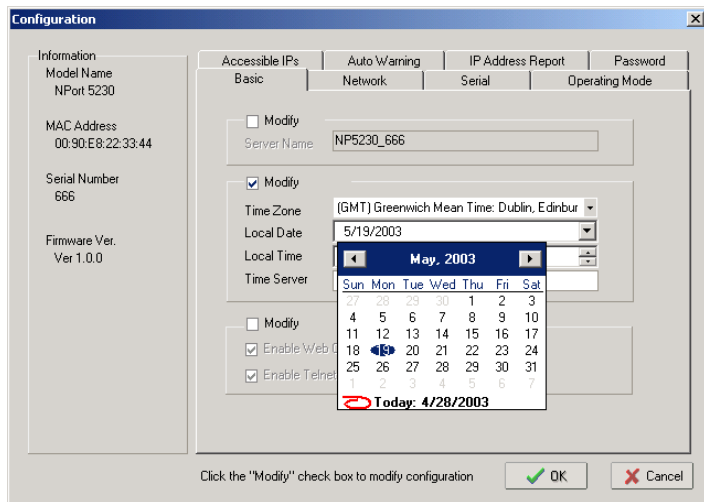 Configuration
Information
Model Name
NPort 5230
MAC Address
00:90:E8:22:33:44
Serial Number
666
Firmware Ver.
Ver 1.0.0
Accessible IPs Auto Warning IP Address Report Password
Basic Network Serial Operating Mode
Modify
Server Name NP5230_666
Modify
Time Zone (GMT) Greenwich Mean Time: Dublin, Edinbur
Local Date 5/19/2003
Local Time
Time Server
May, 2003
Sun Mon Tue Wed Thu Fri Sat
27 28 29 30 1 2 3
4 5 6 7 8 9 10
11 12 13 14 15 16 17
18 19 20 21 22 23 24
25 26 27 28 29 30 31
1 2 3 4 5 6 7
Today: 4/28/2003
Modify
Enable Web C
Enable Telnet
Click the "Modify" check box to modify configuration
OK
Cancel